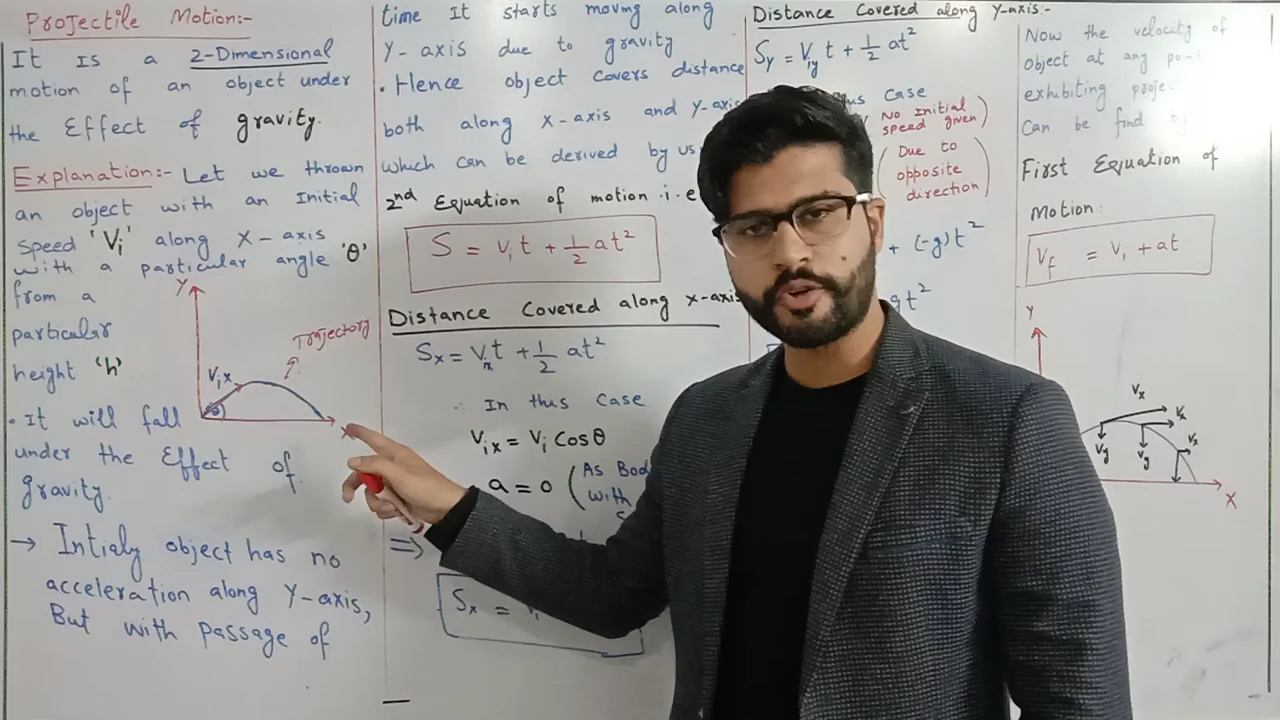 Projectile Motion:-
It Is a 2-Dimensional
motion of an object under
the Effect of gravity.
Explanation:- Let we thrown
an object with an Initial
Speed 'Vi' along X-axis
with a particular angle 'θ'
from a
particular
height 'h'
Y
Trajectory
Vix
θ
X
• It will fall
under the Effect of
gravity.
→ Intialy object has no
acceleration along Y-axis,
But with passage of
time It starts moving along
Y-axis due to gravity
• Hence object covers distance
both along X-axis and Y-axis
which can be derived by us
2nd Equation of motion i.e
S = Vit + 1/2 at²
Distance Covered along X-axis
Sx = Vixt + 1/2 at²
∴ In this Case
Vix = Vi Cosθ
a = 0 (As
with
⇒
Sx =
Distance Covered along Y-axis:-
Sy = Viyt + 1/2 at²
Case
No Initial
speed given)
(Due to
opposite
direction)
+ (-g)t²
gt²
Now the velocity of
object at any
exhibiting
Can be find
First Equation of
Motion:
Vf = Vi + at
Y
Vx
Vx
Vx
Vy
Vy
X